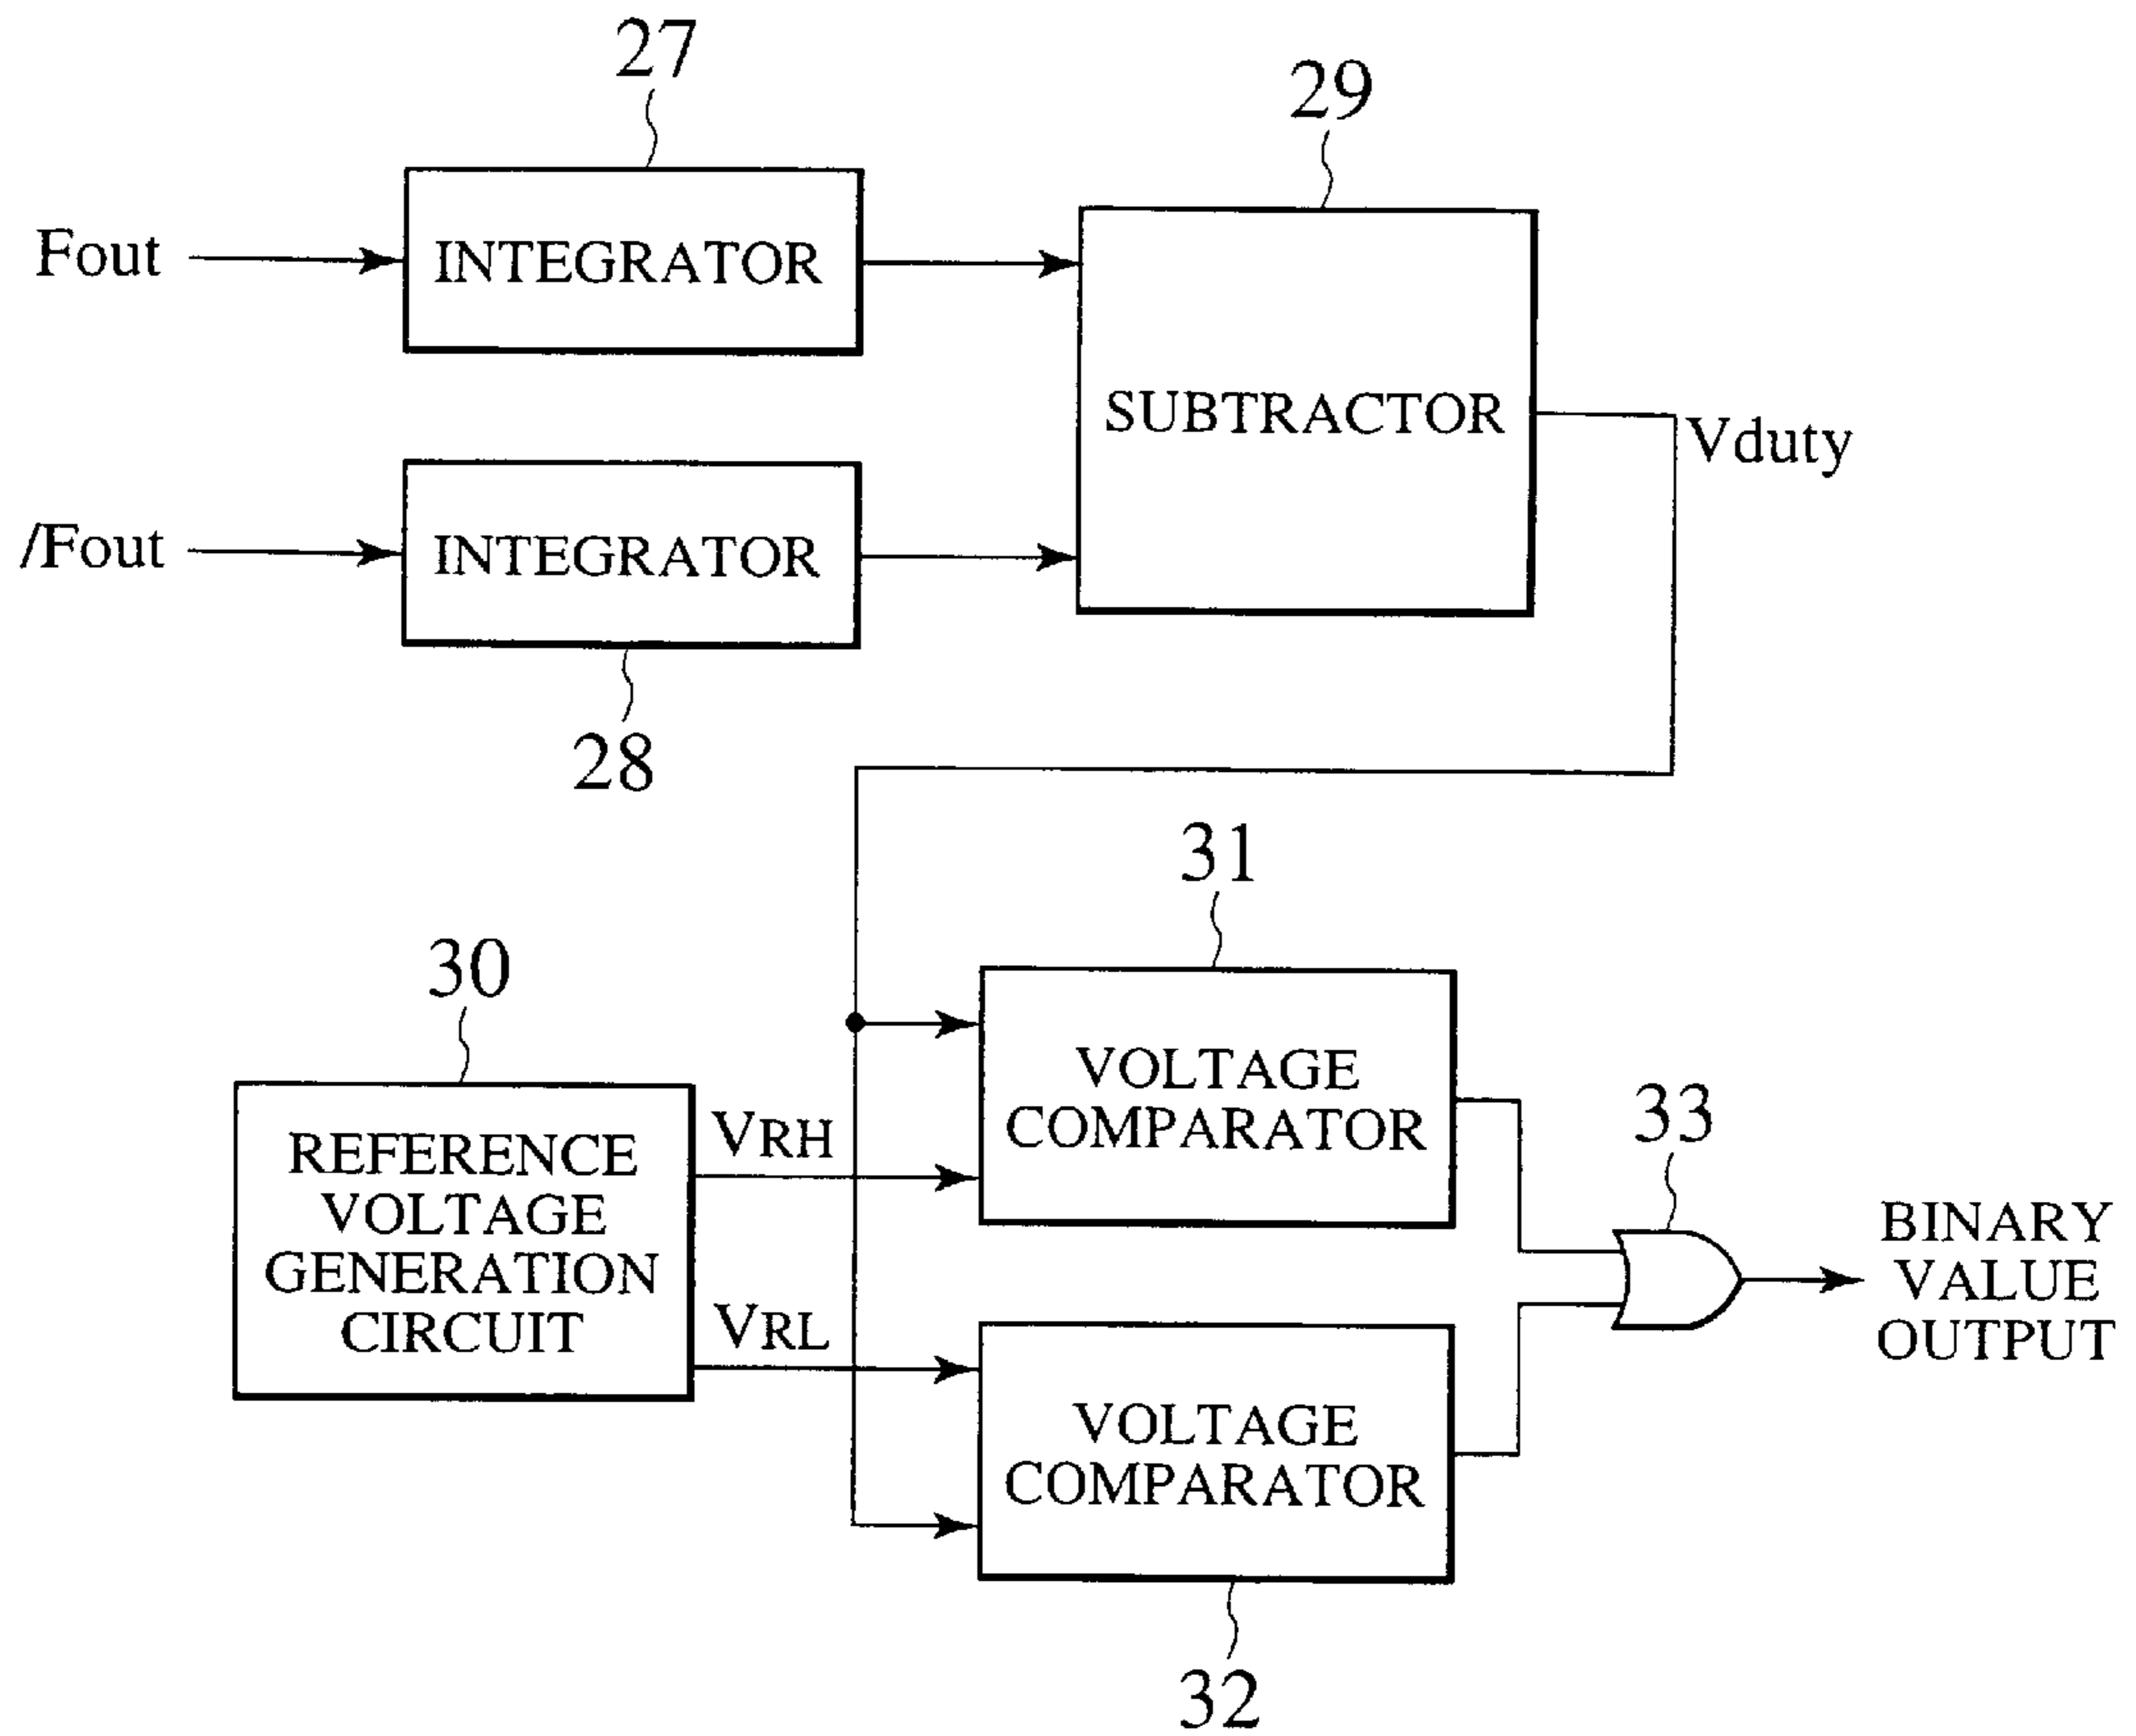 27
29
Fout
INTEGRATOR
SUBTRACTOR
Vduty
/Fout
INTEGRATOR
28
31
30
VOLTAGE
COMPARATOR
33
REFERENCE
VOLTAGE
GENERATION
CIRCUIT
VRH
VRL
BINARY
VALUE
OUTPUT
VOLTAGE
COMPARATOR
32